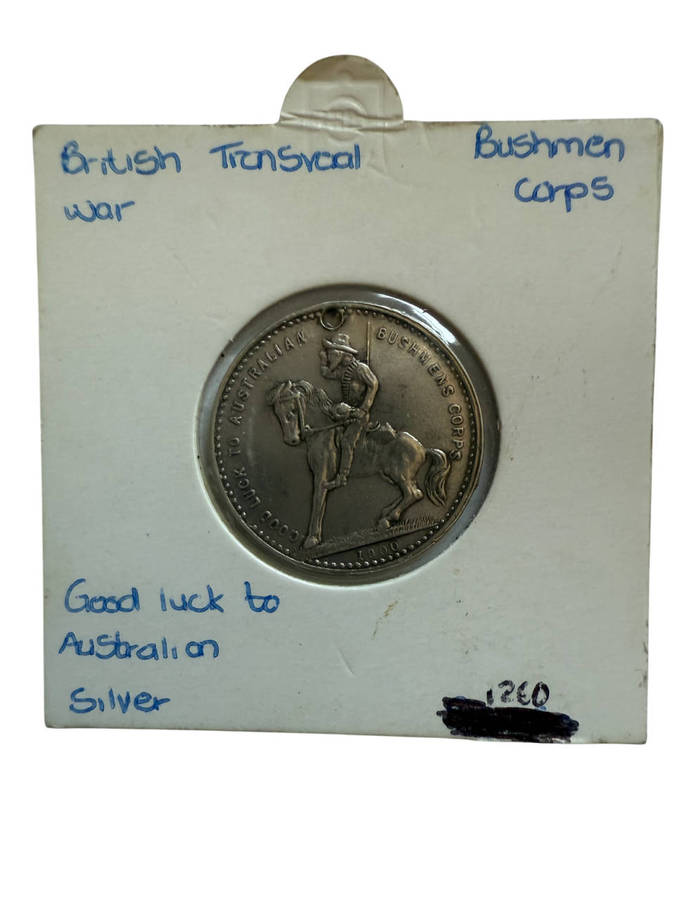 British Transvaal
war
Bushmen
Corps
GOOD LUCK TO AUSTRALIAN BUSHMENS CORPS
1900
Good luck to
Australian
Silver
1260